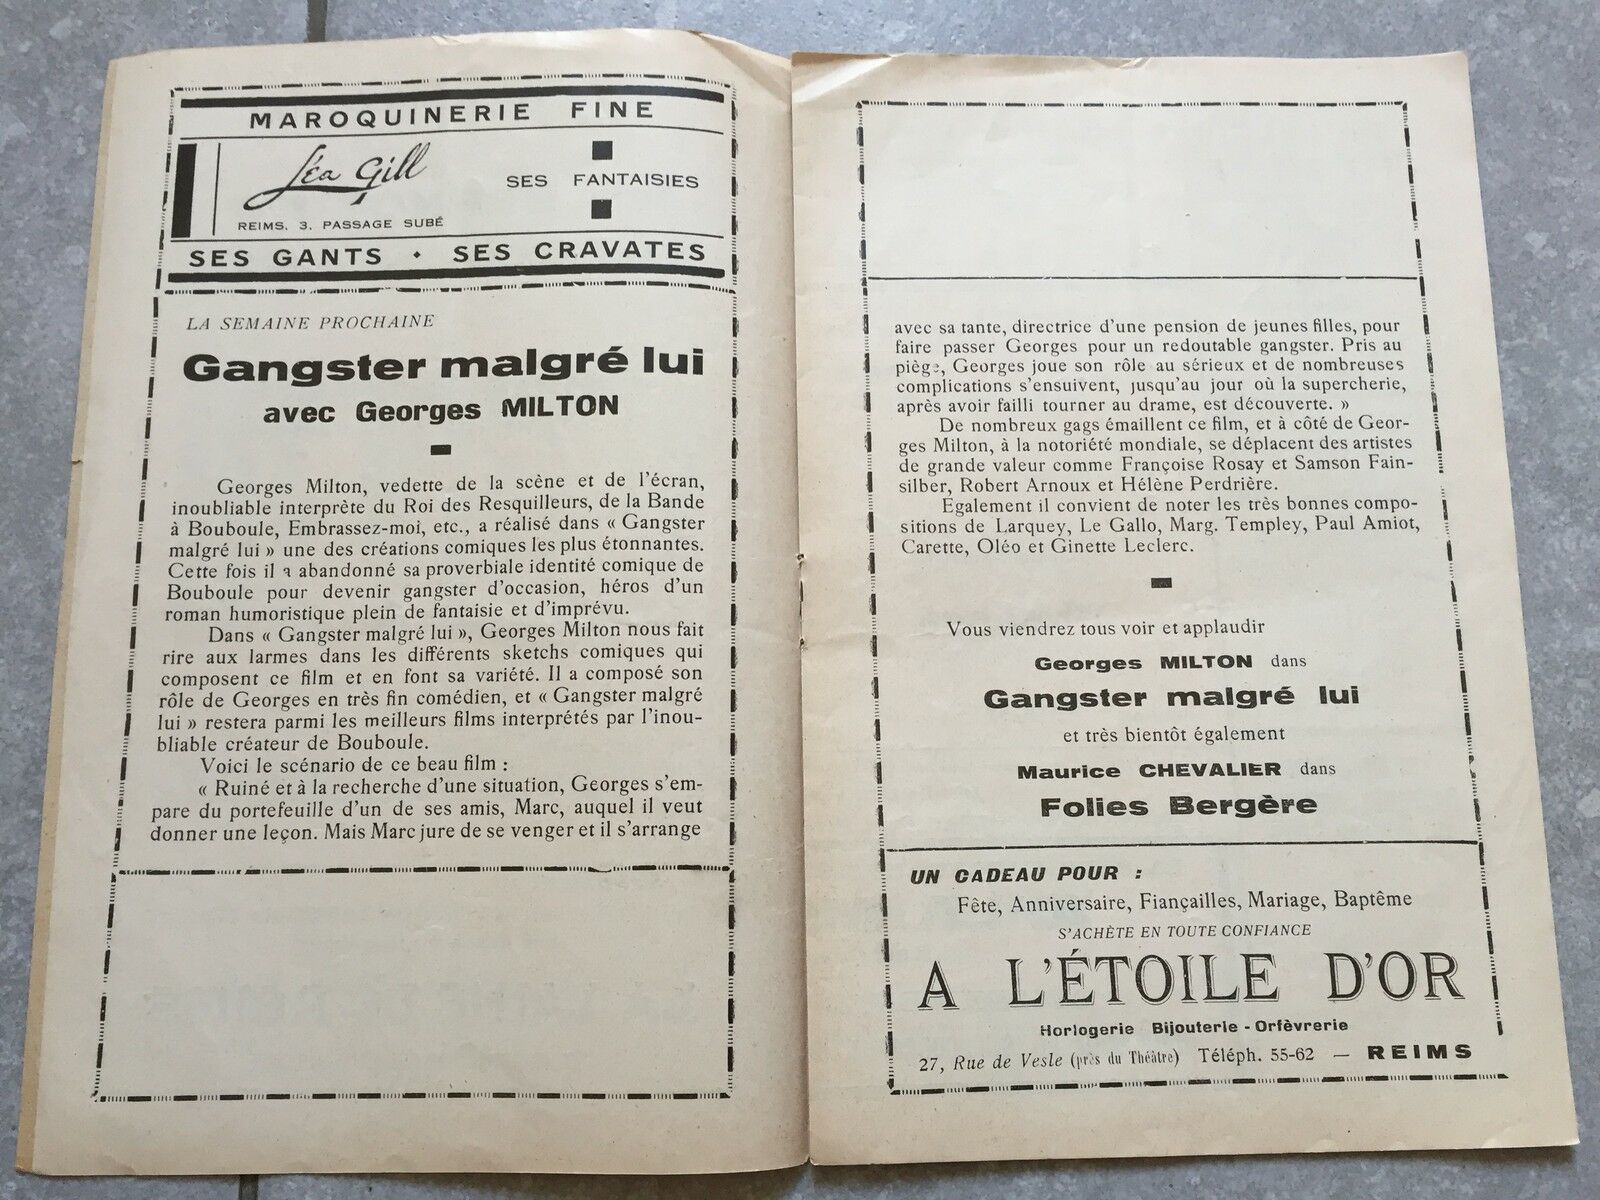 MAROQUINERIE FINE
Léa Gill
SES FANTAISIES
REIMS. 3, PASSAGE SUBÉ
SES GANTS • SES CRAVATES
LA SEMAINE PROCHAINE
Gangster malgré lui
avec Georges MILTON
Georges Milton, vedette de la scène et de l'écran,
inoubliable interprète du Roi des Resquilleurs, de la Bande
à Bouboule, Embrassez-moi, etc., a réalisé dans « Gangster
malgré lui » une des créations comiques les plus étonnantes.
Cette fois il a abandonné sa proverbiale identité comique de
Bouboule pour devenir gangster d'occasion, héros d'un
roman humoristique plein de fantaisie et d'imprévu.
Dans « Gangster malgré lui », Georges Milton nous fait
rire aux larmes dans les différents sketchs comiques qui
composent ce film et en font sa variété. Il a composé son
rôle de Georges en très fin comédien, et « Gangster malgré
lui » restera parmi les meilleurs films interprétés par l'inou-
bliable créateur de Bouboule.
Voici le scénario de ce beau film :
« Ruiné et à la recherche d'une situation, Georges s'em-
pare du portefeuille d'un de ses amis, Marc, auquel il veut
donner une leçon. Mais Marc jure de se venger et il s'arrange
avec sa tante, directrice d'une pension de jeunes filles, pour
faire passer Georges pour un redoutable gangster. Pris au
piège, Georges joue son rôle au sérieux et de nombreuses
complications s'ensuivent, jusqu'au jour où la supercherie,
après avoir failli tourner au drame, est découverte. »
De nombreux gags émaillent ce film, et à côté de Geor-
ges Milton, à la notoriété mondiale, se déplacent des artistes
de grande valeur comme Françoise Rosay et Samson Fain-
silber, Robert Arnoux et Hélène Perdrière.
Egalement il convient de noter les très bonnes compo-
sitions de Larquey, Le Gallo, Marg. Templey, Paul Amiot,
Carette, Oléo et Ginette Leclerc.
Vous viendrez tous voir et applaudir
Georges MILTON dans
Gangster malgré lui
et très bientôt également
Maurice CHEVALIER dans
Folies Bergère
UN CADEAU POUR :
Fête, Anniversaire, Fiançailles, Mariage, Baptême
S'ACHÈTE EN TOUTE CONFIANCE
A L'ÉTOILE D'OR
Horlogerie Bijouterie - Orfèvrerie
27, Rue de Vesle (près du Théâtre) Téléph. 55-62 — REIMS